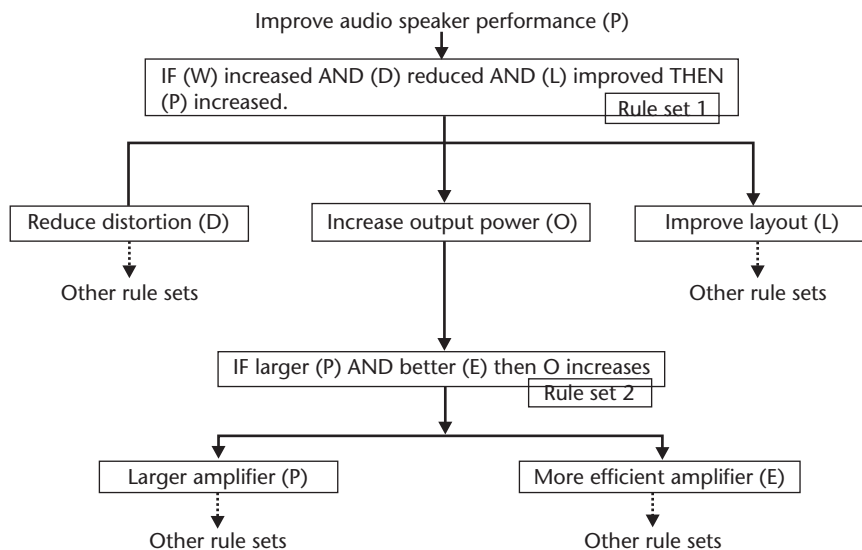 Improve audio speaker performance (P)
IF (W) increased AND (D) reduced AND (L) improved THEN
(P) increased.
Rule set 1
Reduce distortion (D)
Increase output power (O)
Improve layout (L)
Other rule sets
Other rule sets
IF larger (P) AND better (E) then O increases
Rule set 2
Larger amplifier (P)
More efficient amplifier (E)
Other rule sets
Other rule sets